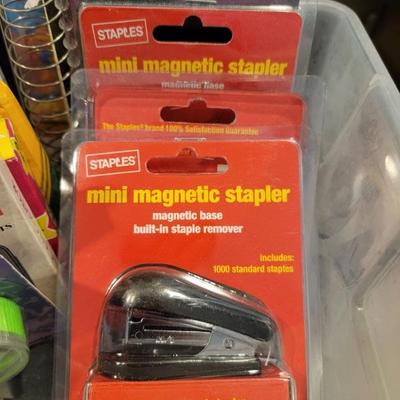 STAPLES
mini magnetic stapler
magnetic base
The Staples® brand 100% Satisfaction Guarantee
STAPLES
mini magnetic stapler
magnetic base
built-in staple remover
includes:
1000 standard staples